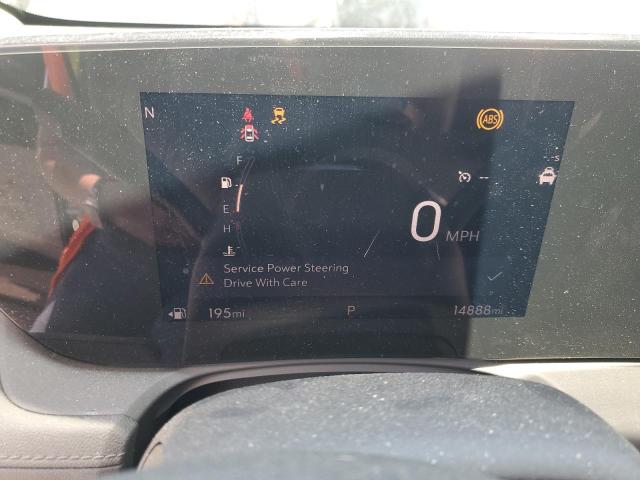 N
ABS
F
-s
--
E
0 MPH
H
Service Power Steering
Drive With Care
195mi P 14888mi